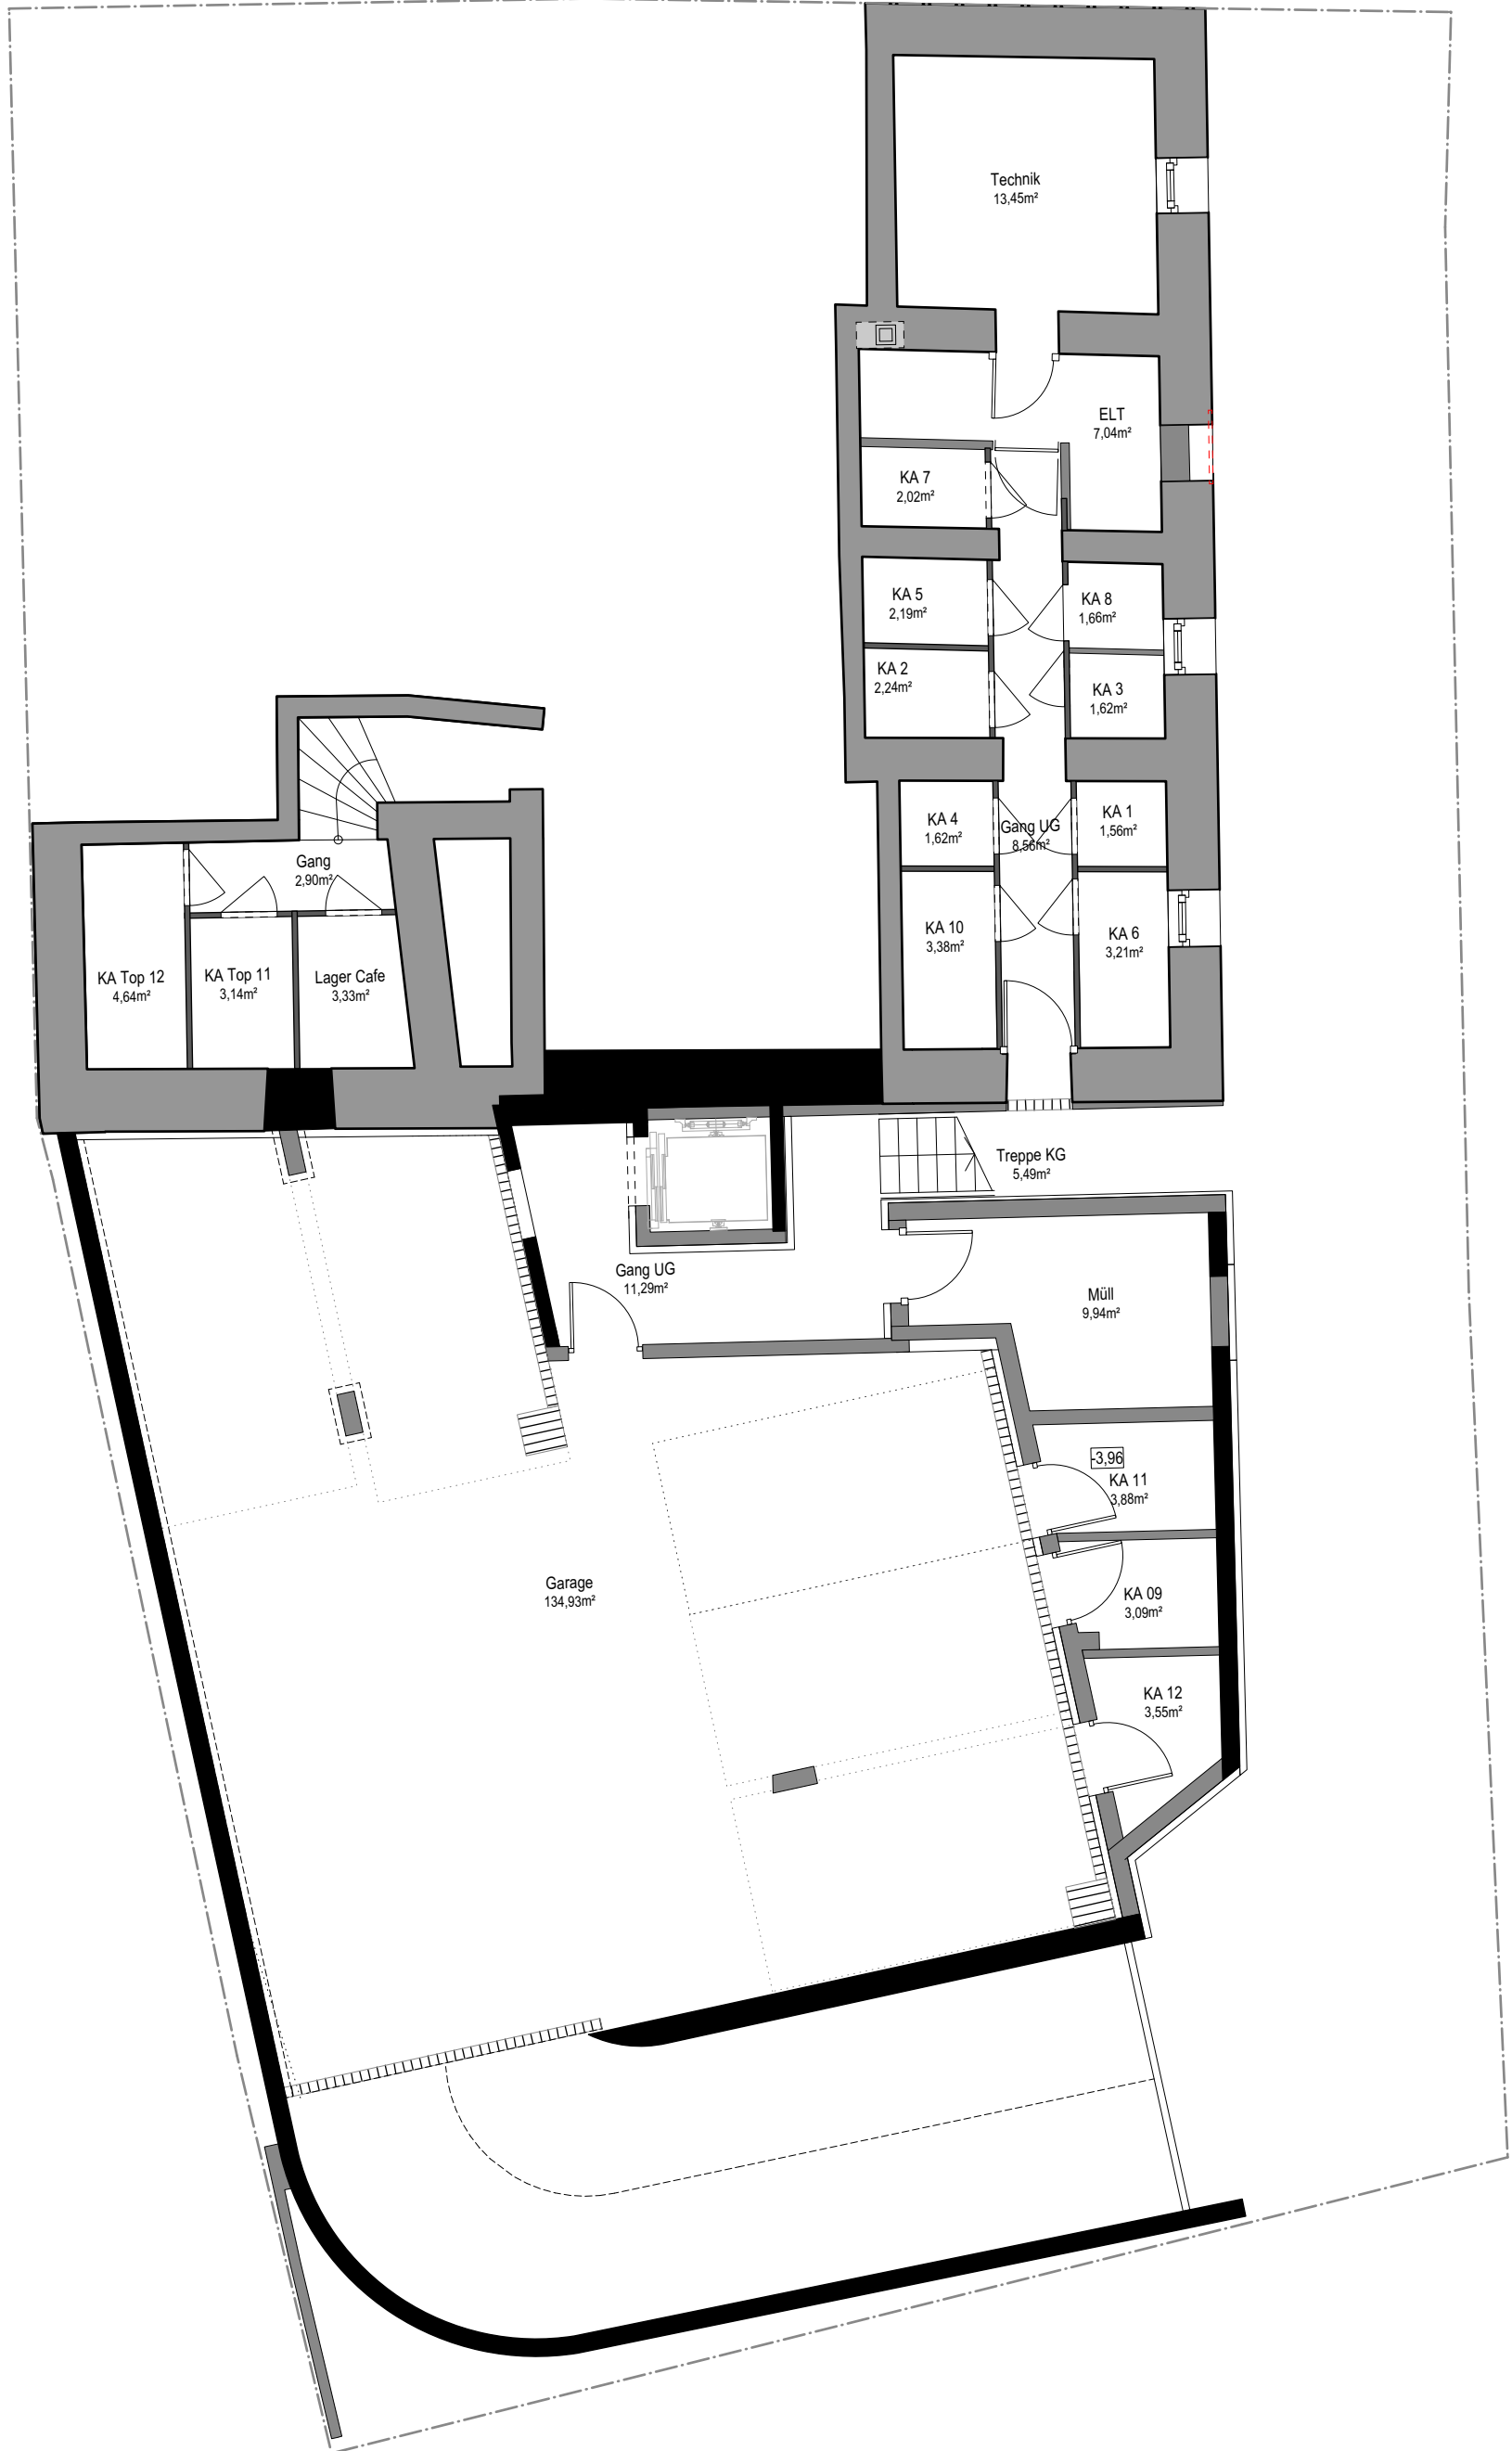 Technik
13,45m²
ELT
7,04m²
KA 7
2,02m²
KA 5
2,19m²
KA 8
1,66m²
KA 2
2,24m²
KA 3
1,62m²
KA 4
1,62m²
Gang UG
8,56m²
KA 1
1,56m²
Gang
2,90m²
KA 10
3,38m²
KA 6
3,21m²
KA Top 12
4,64m²
KA Top 11
3,14m²
Lager Cafe
3,33m²
Treppe KG
5,49m²
Gang UG
11,29m²
Müll
9,94m²
-3,96
KA 11
3,88m²
Garage
134,93m²
KA 09
3,09m²
KA 12
3,55m²